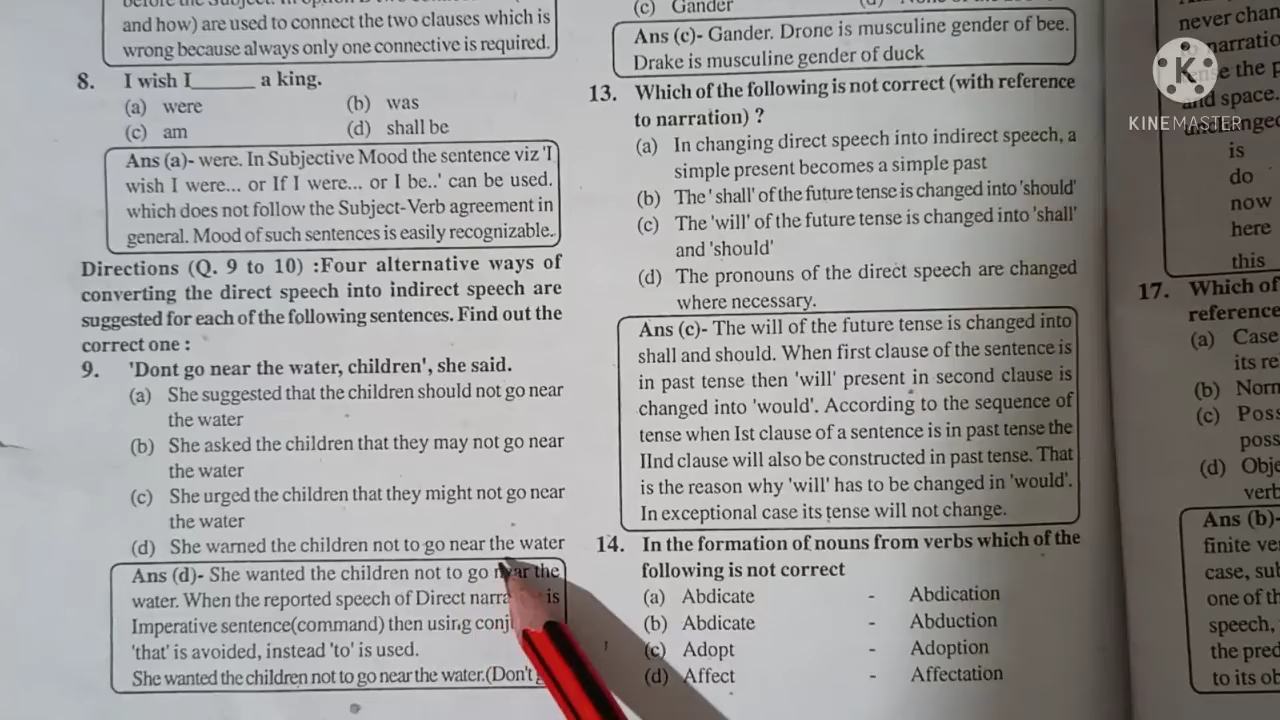 before the Subject. In option
and how) are used to connect the two clauses which is
wrong because always only one connective is required.
8. I wish I______ a king.
(a) were (b) was
(c) am (d) shall be
Ans (a)- were. In Subjective Mood the sentence viz 'I
wish I were... or If I were... or I be..' can be used.
which does not follow the Subject-Verb agreement in
general. Mood of such sentences is easily recognizable.
Directions (Q. 9 to 10) :Four alternative ways of
converting the direct speech into indirect speech are
suggested for each of the following sentences. Find out the
correct one :
9. 'Dont go near the water, children', she said.
(a) She suggested that the children should not go near
the water
(b) She asked the children that they may not go near
the water
(c) She urged the children that they might not go near
the water
(d) She warned the children not to go near the water
Ans (d)- She wanted the children not to go near the
water. When the reported speech of Direct narra is
Imperative sentence(command) then using conj
'that' is avoided, instead 'to' is used.
She wanted the children not to go near the water.(Don't
(c) Gander
Ans (c)- Gander. Drone is musculine gender of bee.
Drake is musculine gender of duck
13. Which of the following is not correct (with reference
to narration) ?
(a) In changing direct speech into indirect speech, a
simple present becomes a simple past
(b) The 'shall' of the future tense is changed into 'should'
(c) The 'will' of the future tense is changed into 'shall'
and 'should'
(d) The pronouns of the direct speech are changed
where necessary.
Ans (c)- The will of the future tense is changed into
shall and should. When first clause of the sentence is
in past tense then 'will' present in second clause is
changed into 'would'. According to the sequence of
tense when Ist clause of a sentence is in past tense the
IInd clause will also be constructed in past tense. That
is the reason why 'will' has to be changed in 'would'.
In exceptional case its tense will not change.
14. In the formation of nouns from verbs which of the
following is not correct
(a) Abdicate - Abdication
(b) Abdicate - Abduction
(c) Adopt - Adoption
(d) Affect - Affectation
never chan
narratio
the p
and space.
is
do
now
here
this
17. Which of
reference
(a) Case
its re
(b) Norn
(c) Poss
poss
(d) Obje
verb
Ans (b)-
finite ve
case, sul
one of th
speech,
the pred
to its ob
K
KINEMASTER